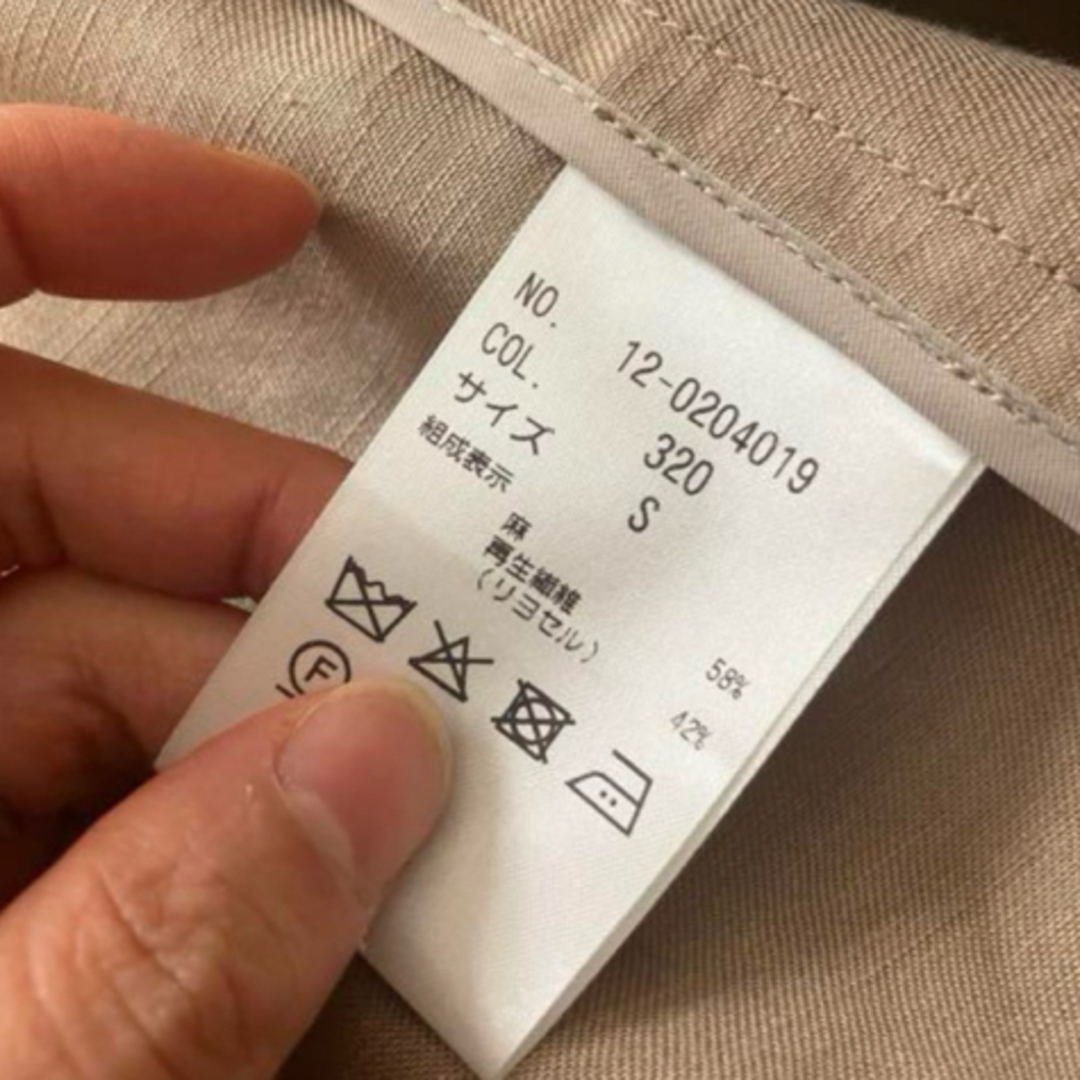 NO. 12-0204019
COL. 320
サイズ S
組成表示
麻 58%
再生繊維
(リヨセル) 42%
F